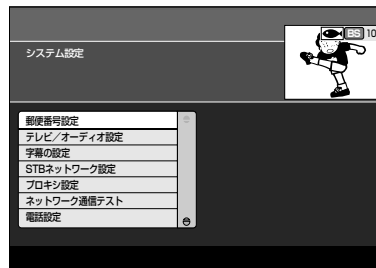 BS 10
システム設定
郵便番号設定
テレビ／オーディオ設定
字幕の設定
STBネットワーク設定
プロキシ設定
ネットワーク通信テスト
電話設定